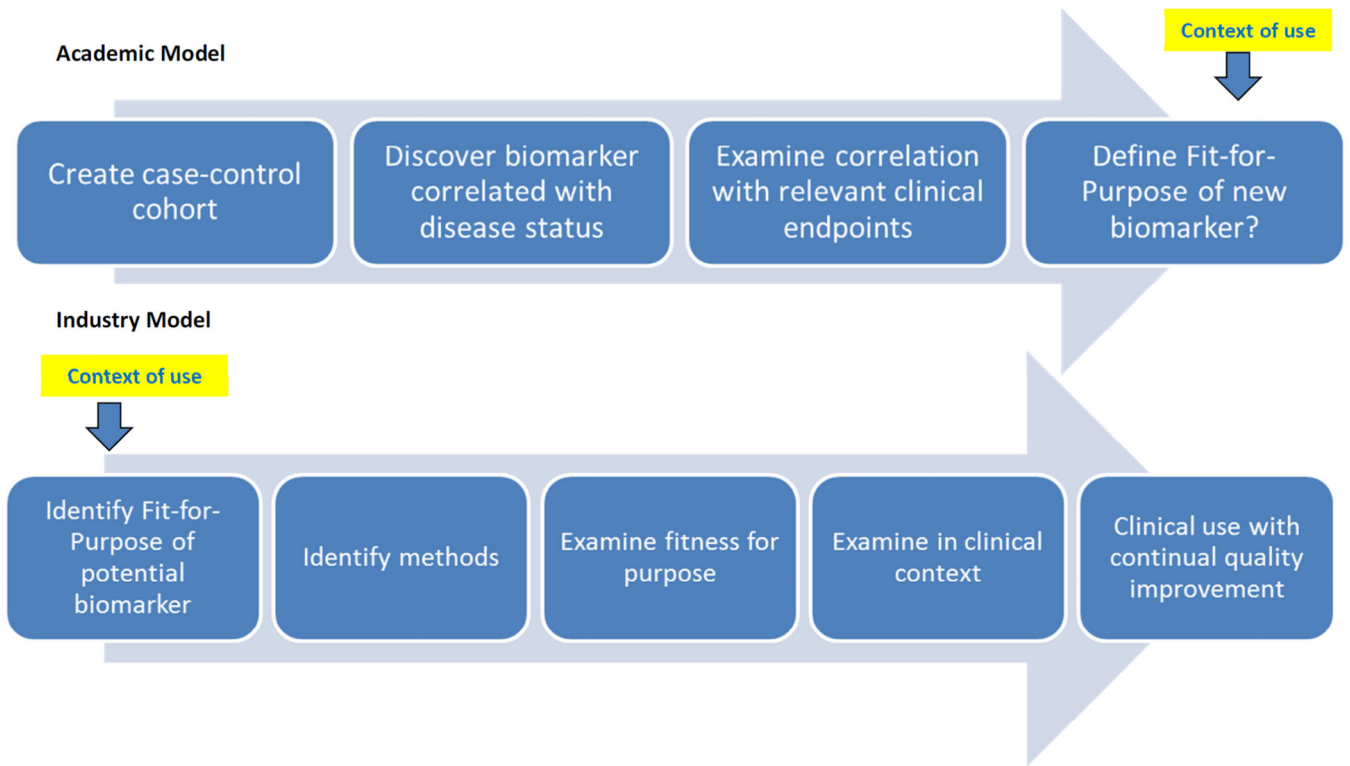 Academic Model
Context of use
Create case-control
cohort
Discover biomarker
correlated with
disease status
Examine correlation
with relevant clinical
endpoints
Define Fit-for-
Purpose of new
biomarker?
Industry Model
Context of use
Identify Fit-for-
Purpose of
potential
biomarker
Identify methods
Examine fitness for
purpose
Examine in clinical
context
Clinical use with
continual quality
improvement